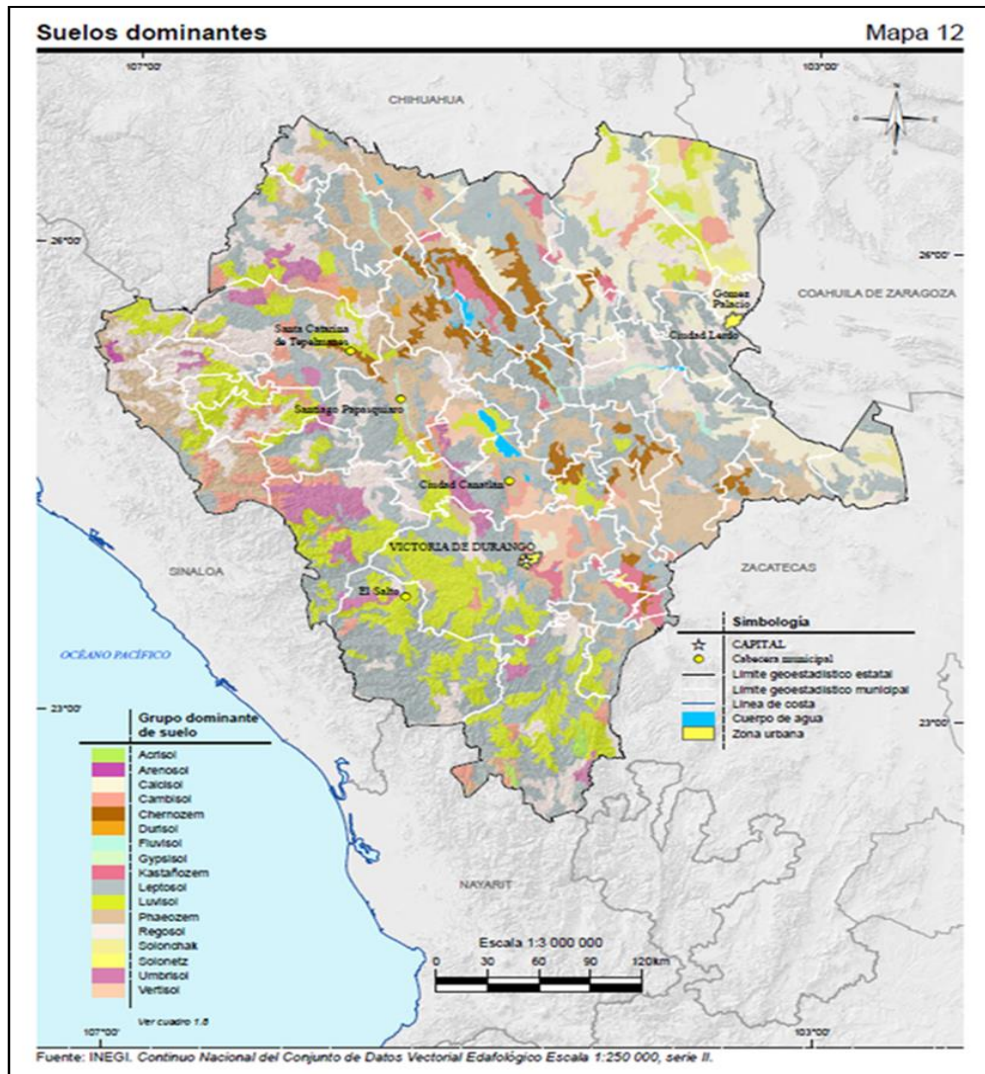 Suelos dominantes
Mapa 12
107°00'
103°00'
CHIHUAHUA
N
26°00'
26°00'
COAHUILA DE ZARAGOZA
Gomez
Palacio
Ciudad Lerdo
Santa Catarina
de Tepehuanes
Santiago Papasquiaro
Ciudad Canatlan
VICTORIA DE DURANGO
El Salto
SINALOA
ZACATECAS
OCÉANO PACÍFICO
23°00'
23°00'
NAYARIT
Simbología
CAPITAL
Cabecera municipal
Límite geoestadístico estatal
Límite geoestadístico municipal
Línea de costa
Cuerpo de agua
Zona urbana
Grupo dominante
de suelo
Acrisol
Arenosol
Calcisol
Cambisol
Chernozem
Durisol
Fluvisol
Gypsisol
Kastañozem
Leptosol
Luvisol
Phaeozem
Regosol
Solonchak
Solonetz
Umbrisol
Vertisol
Ver cuadro 1.8
Escala 1:3 000 000
0 30 60 90 120km
107°00'
103°00'
Fuente: INEGI. Continuo Nacional del Conjunto de Datos Vectorial Edafológico Escala 1:250 000, serie II.